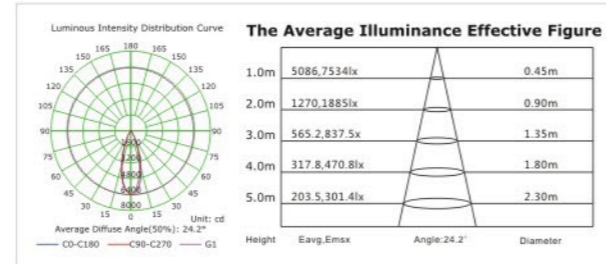 Luminous Intensity Distribution Curve
180
165 165
150 150
135 135
120 120
105 105
90 90
75 75
60 60
45 45
30 30
15 0 15
1600
3200
4800
6400
8000
Unit: cd
Average Diffuse Angle(50%): 24.2°
C0-C180 C90-C270 G1
The Average Illuminance Effective Figure
1.0m 5086,7534lx 0.45m
2.0m 1270,1885lx 0.90m
3.0m 565.2,837.5x 1.35m
4.0m 317.8,470.8lx 1.80m
5.0m 203.5,301.4lx 2.30m
Height Eavg,Emsx Angle:24.2° Diameter